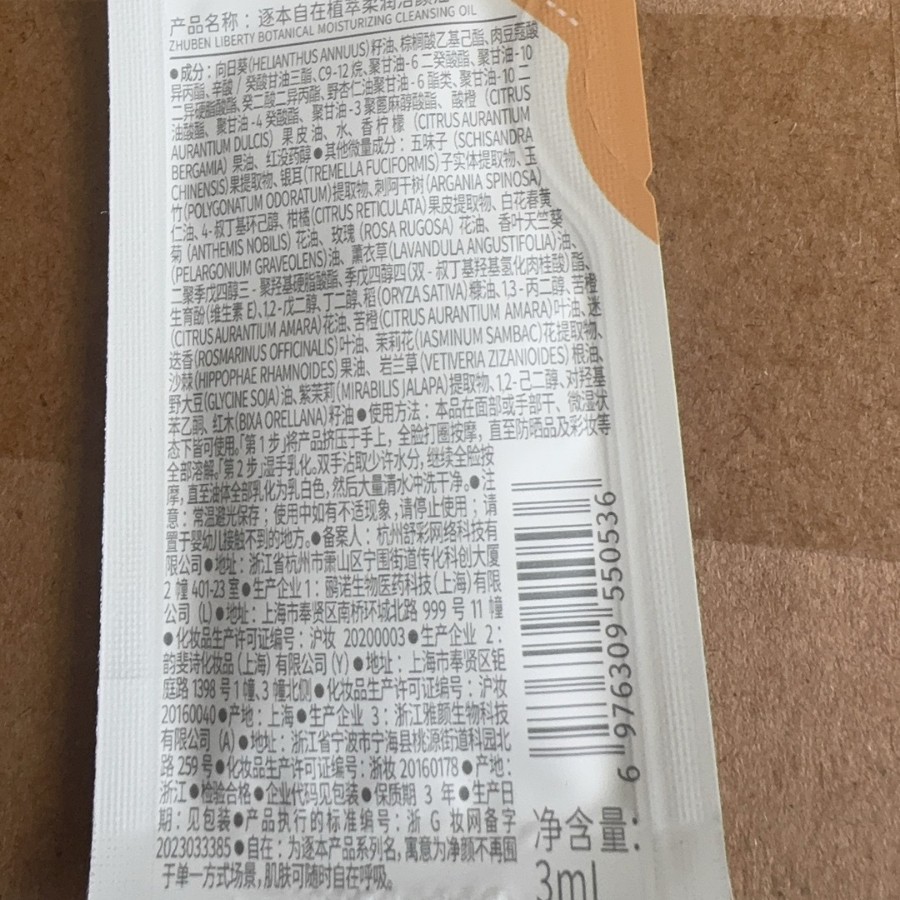 产品名称：逐本自在植萃柔润洁颜油
ZHUBEN LIBERTY BOTANICAL MOISTURIZING CLEANSING OIL
●成分：向日葵(HELIANTHUS ANNUUS)籽油、棕榈酸乙基己酯、肉豆蔻酸
异丙酯、辛酸／癸酸甘油三酯、C9-12 烷、聚甘油-6 二癸酸酯、聚甘油-10
二异硬脂酸酯、癸二酸二异丙酯、野杏仁油聚甘油-6 酯类、聚甘油-10 二
油酸酯、聚甘油-4 癸酸酯、聚甘油-3 聚蓖麻醇酸酯、酸橙（CITRUS
AURANTIUM DULCIS）果皮油、水、香柠檬（CITRUS AURANTIUM
BERGAMIA）果油、红没药醇●其他微量成分：五味子（SCHISANDRA
CHINENSIS)果提取物、银耳(TREMELLA FUCIFORMIS)子实体提取物、玉
竹(POLYGONATUM ODORATUM)提取物、刺阿干树(ARGANIA SPINOSA)
仁油、4-叔丁基环己醇、柑橘(CITRUS RETICULATA)果皮提取物、白花春黄
菊（ANTHEMIS NOBILIS）花油、玫瑰（ROSA RUGOSA）花油、香叶天竺葵
(PELARGONIUM GRAVEOLENS)油、薰衣草(LAVANDULA ANGUSTIFOLIA)油、
二聚季戊四醇三-聚羟基硬脂酸酯、季戊四醇四（双-叔丁基羟基氢化肉桂酸）酯、
生育酚(维生素 E)、1,2-戊二醇、丁二醇、稻(ORYZA SATIVA)糠油、1,3-丙二醇、苦橙
(CITRUS AURANTIUM AMARA)花油、苦橙(CITRUS AURANTIUM AMARA)叶油、迷
迭香(ROSMARINUS OFFICINALIS)叶油、茉莉花(JASMINUM SAMBAC)花提取物、
沙棘(HIPPOPHAE RHAMNOIDES)果油、岩兰草(VETIVERIA ZIZANIOIDES)根油、
野大豆(GLYCINE SOJA)油、紫茉莉(MIRABILIS JALAPA)提取物、1,2-己二醇、对羟基
苯乙酮、红木(BIXA ORELLANA)籽油●使用方法：本品在面部或手部干、微湿状
态下皆可使用。「第 1 步」将产品挤压于手上，全脸打圈按摩，直至防晒品及彩妆等
全部溶解。「第 2 步」湿手乳化。双手沾取少许水分，继续全脸按
摩，直至油体全部乳化为乳白色，然后大量清水冲洗干净。●注
意：常温避光保存；使用中如有不适现象，请停止使用；请
置于婴幼儿接触不到的地方。●备案人：杭州舒彩网络科技有
限公司●地址：浙江省杭州市萧山区宁围街道传化科创大厦
2 幢 401-23 室●生产企业 1：鹂诺生物医药科技（上海）有限
公司（L）●地址：上海市奉贤区南桥环城北路 999 号 11 幢
●化妆品生产许可证编号：沪妆 20200003●生产企业 2：
韵斐诗化妆品（上海）有限公司（Y）●地址：上海市奉贤区钜
庭路 1398 号 1 幢、3 幢北侧●化妆品生产许可证编号：沪妆
20160040●产地：上海●生产企业 3：浙江雅颜生物科技
有限公司（A）●地址：浙江省宁波市宁海县桃源街道科园北
路 259 号●化妆品生产许可证编号：浙妆 20160178●产地：
浙江●检验合格●企业代码见包装●保质期 3 年●生产日
期：见包装●产品执行的标准编号：浙 G 妆网备字
2023033385●自在：为逐本产品系列名，寓意为净颜不再囿
于单一方式场景，肌肤可随时自在呼吸。
6 976309 550536
净含量：
3ml